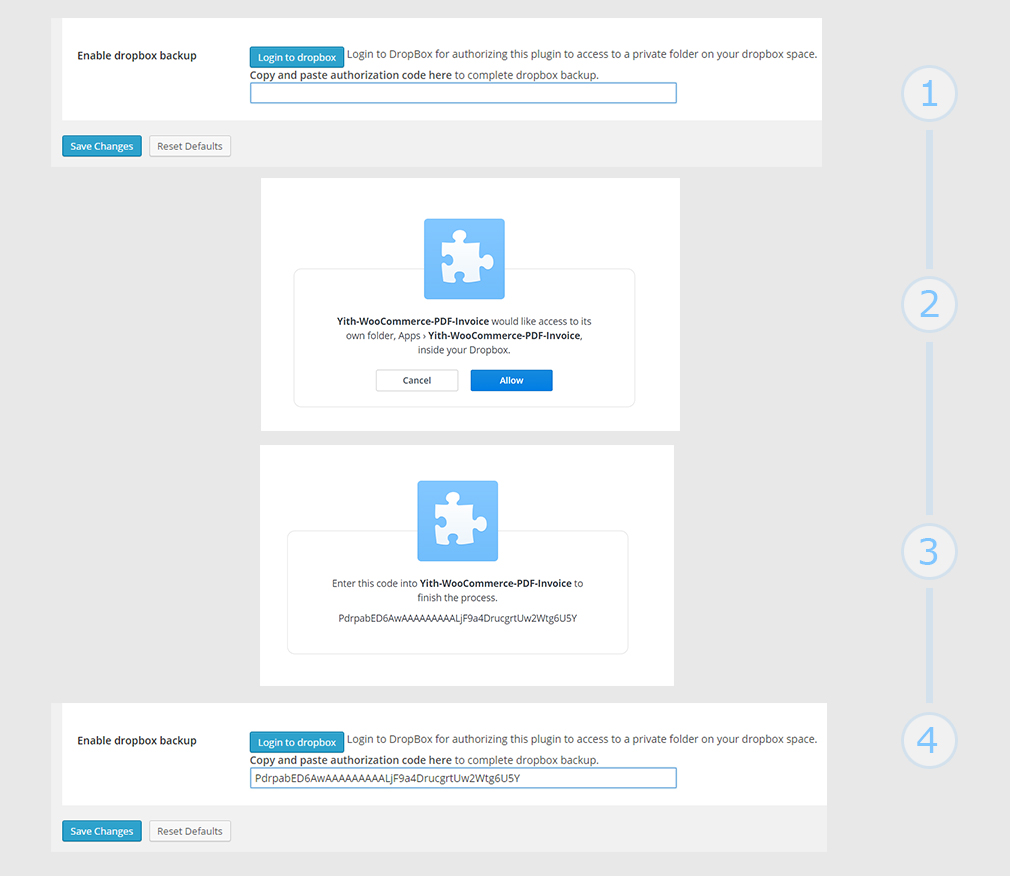 Enable dropbox backup
Login to dropbox Login to DropBox for authorizing this plugin to access to a private folder on your dropbox space.
Copy and paste authorization code here to complete dropbox backup.
Save Changes Reset Defaults
1
Yith-WooCommerce-PDF-Invoice would like access to its
own folder, Apps › Yith-WooCommerce-PDF-Invoice,
inside your Dropbox.
Cancel Allow
2
Enter this code into Yith-WooCommerce-PDF-Invoice to
finish the process.
PdrpabED6AwAAAAAAAAALjF9a4DrucgrtUw2Wtg6U5Y
3
Enable dropbox backup
Login to dropbox Login to DropBox for authorizing this plugin to access to a private folder on your dropbox space.
Copy and paste authorization code here to complete dropbox backup.
PdrpabED6AwAAAAAAAAALjF9a4DrucgrtUw2Wtg6U5Y
Save Changes Reset Defaults
4